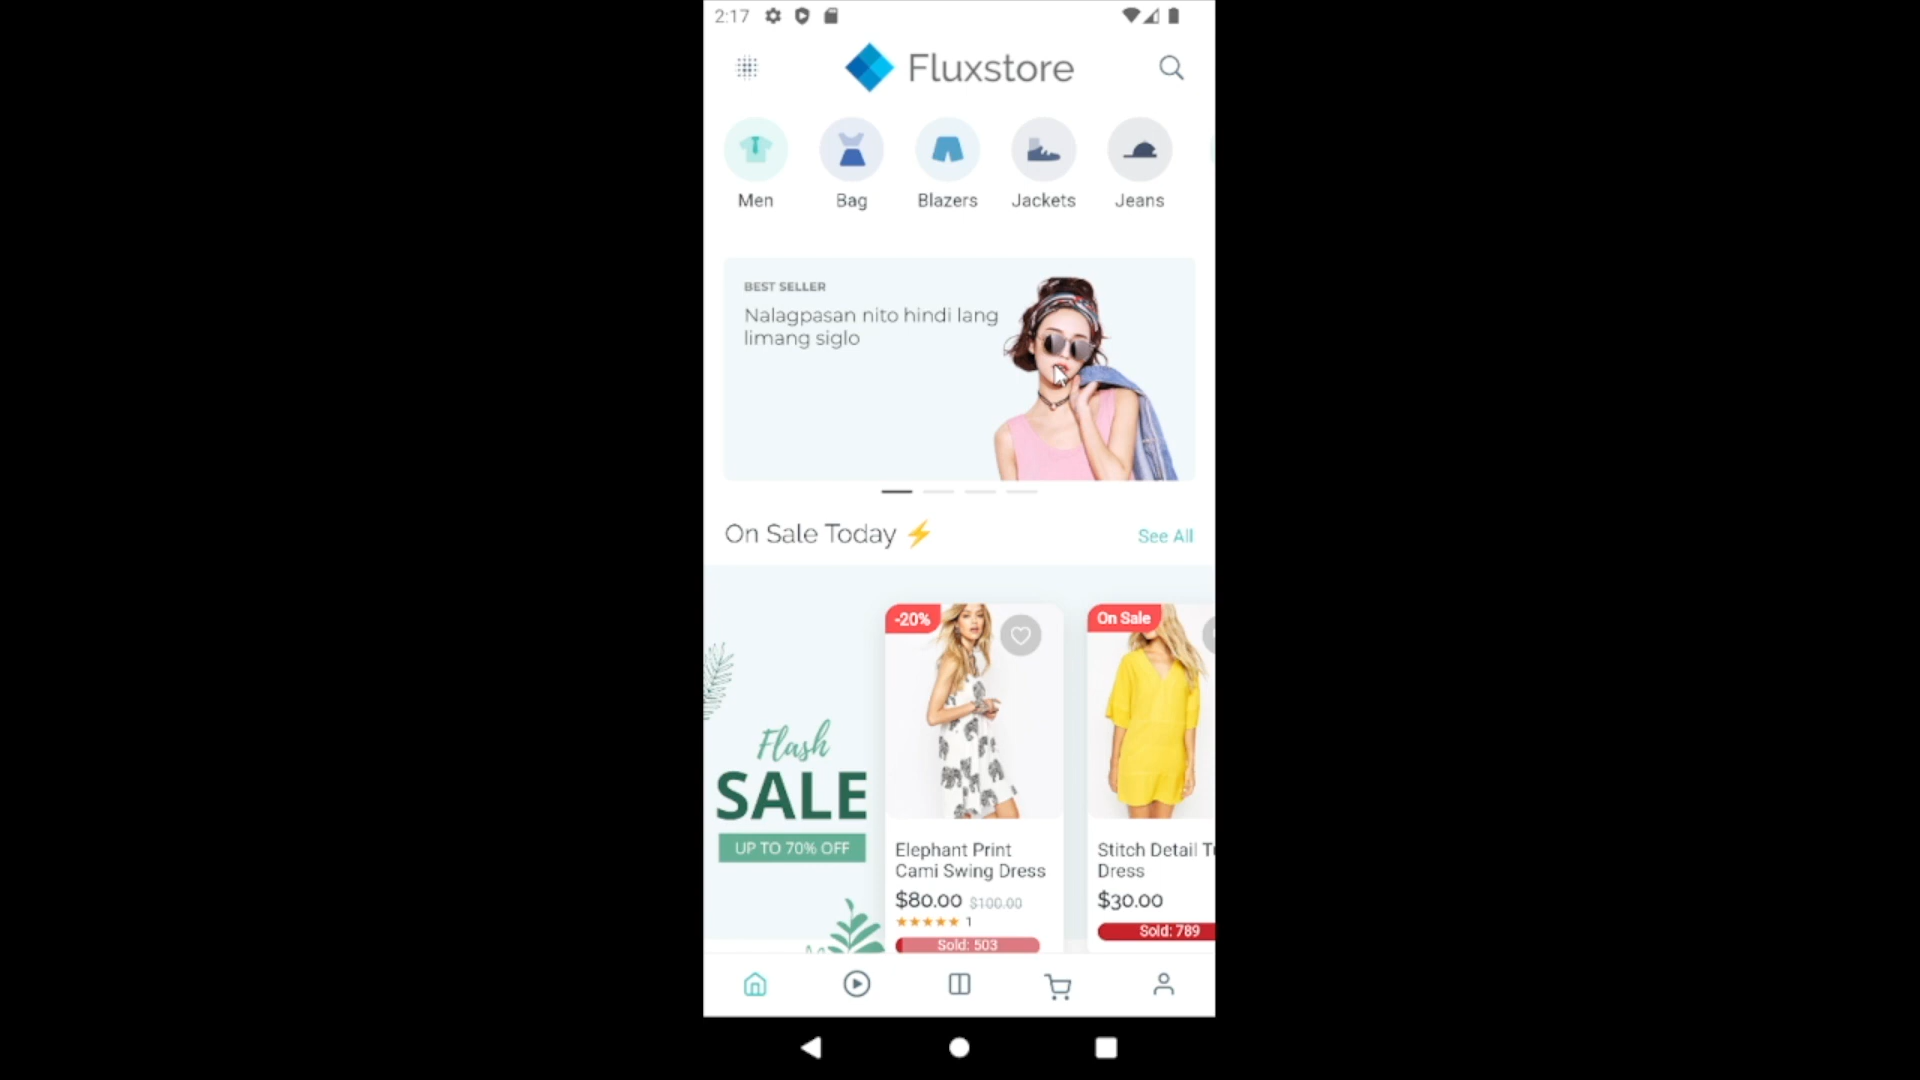 2:17
Fluxstore
Men
Bag
Blazers
Jackets
Jeans
BEST SELLER
Nalagpasan nito hindi lang
limang siglo
On Sale Today ⚡
See All
Flash
SALE
UP TO 70% OFF
-20%
Elephant Print
Cami Swing Dress
$80.00 $100.00
★★★★★ 1
Sold: 503
On Sale
Stitch Detail
Dress
$30.00
Sold: 789